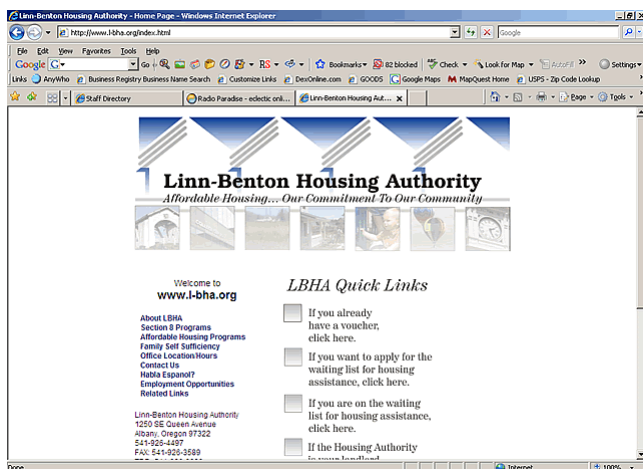 Linn-Benton Housing Authority - Home Page - Windows Internet Explorer
http://www.l-bha.org/index.html
Google
File Edit View Favorites Tools Help
Google G Go RS Bookmarks 82 blocked Check Look for Map AutoFill Settings
Links AnyWho Business Registry Business Name Search Customize Links DexOnline.com GOODS Google Maps MapQuest Home USPS - Zip Code Lookup
Staff Directory Radio Paradise - eclectic onli... Linn-Benton Housing Aut... Page Tools
Linn-Benton Housing Authority
Affordable Housing... Our Commitment To Our Community
Welcome to
www.l-bha.org
About LBHA
Section 8 Programs
Affordable Housing Programs
Family Self Sufficiency
Office Location/Hours
Contact Us
Habla Espanol?
Employment Opportunities
Related Links
Linn-Benton Housing Authority
1250 SE Queen Avenue
Albany, Oregon 97322
541-926-4497
FAX: 541-926-3589
LBHA Quick Links
If you already
have a voucher,
click here.
If you want to apply for the
waiting list for housing
assistance, click here.
If you are on the waiting
list for housing assistance,
click here.
If the Housing Authority
is your landlord
Done Internet 100%